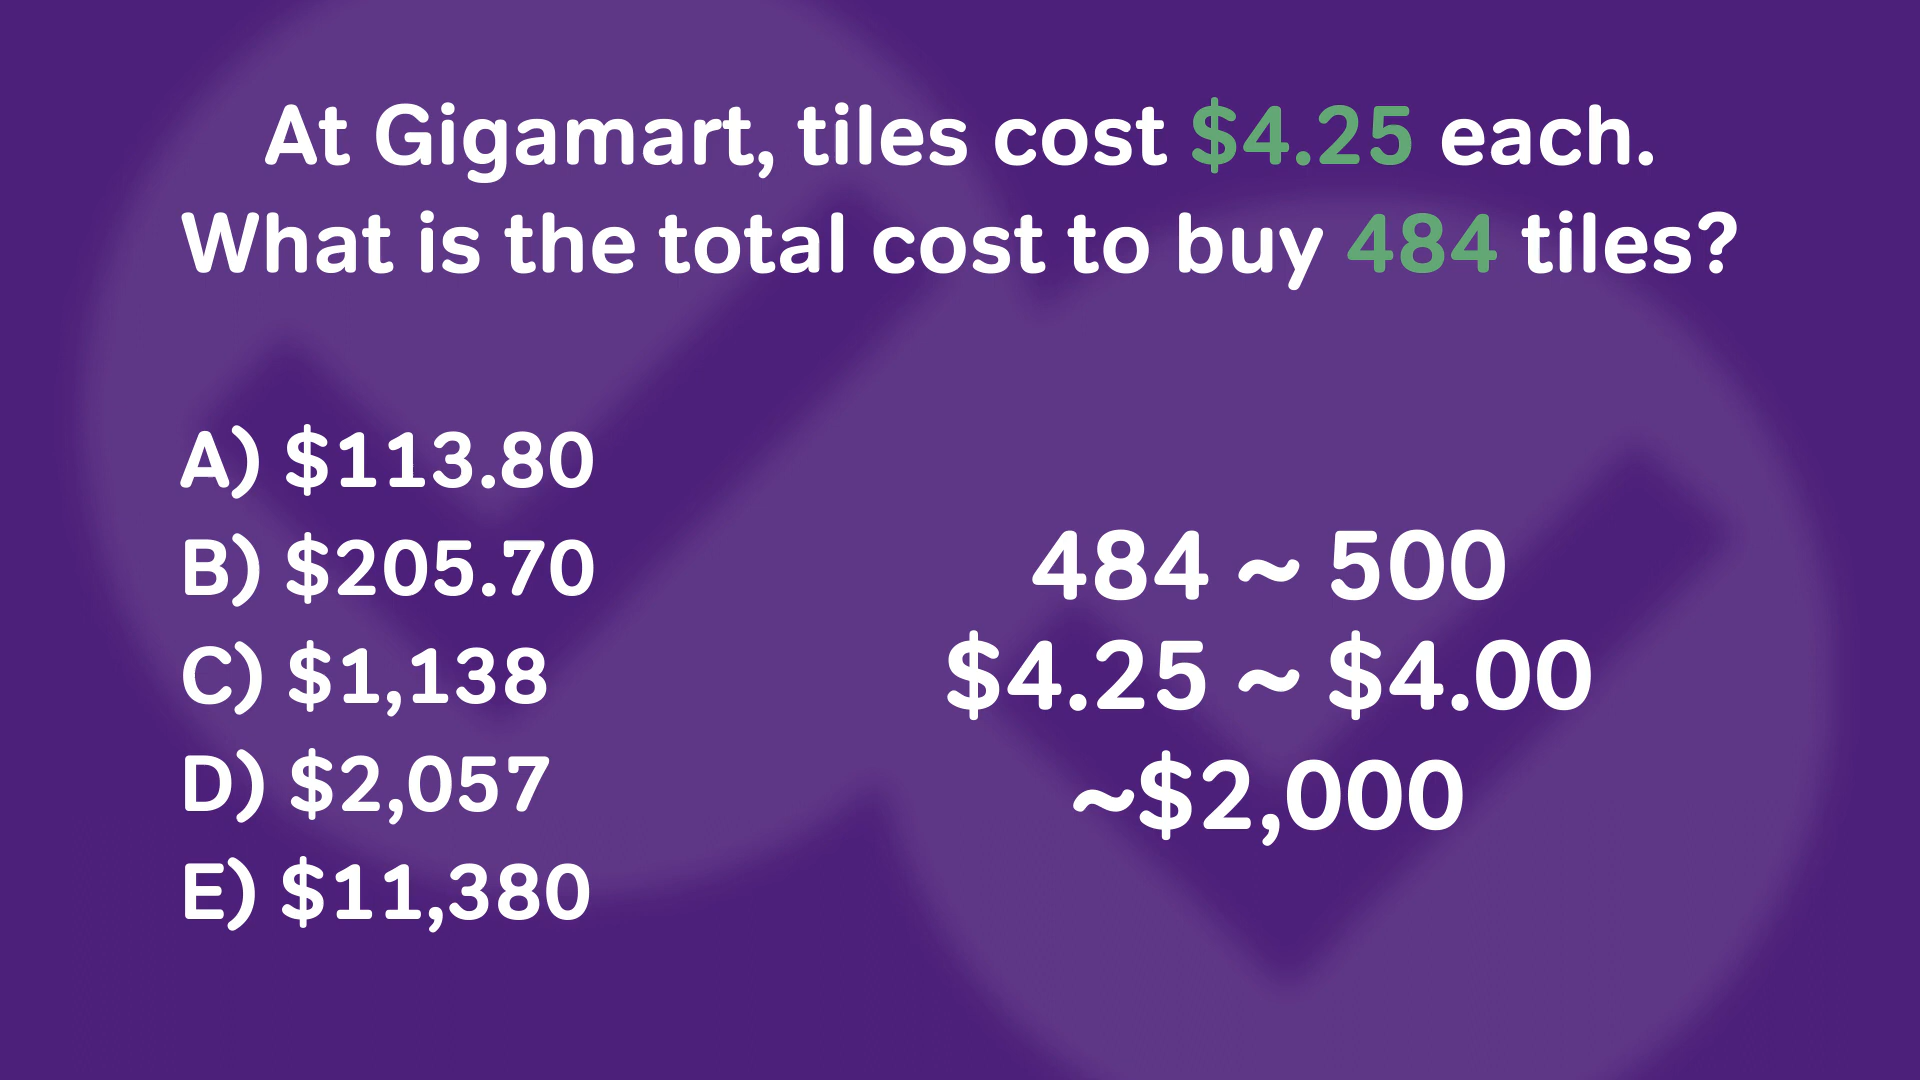 At Gigamart, tiles cost $4.25 each.
What is the total cost to buy 484 tiles?
A) $113.80
B) $205.70
C) $1,138
D) $2,057
E) $11,380
484 ~ 500
$4.25 ~ $4.00
~$2,000